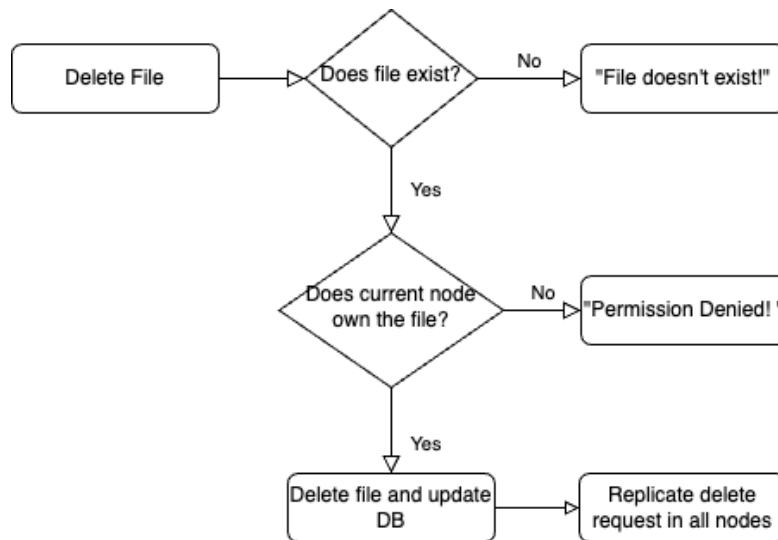 Delete File
Does file exist?
No
"File doesn't exist!"
Yes
Does current node
own the file?
No
"Permission Denied! "
Yes
Delete file and update
DB
Replicate delete
request in all nodes